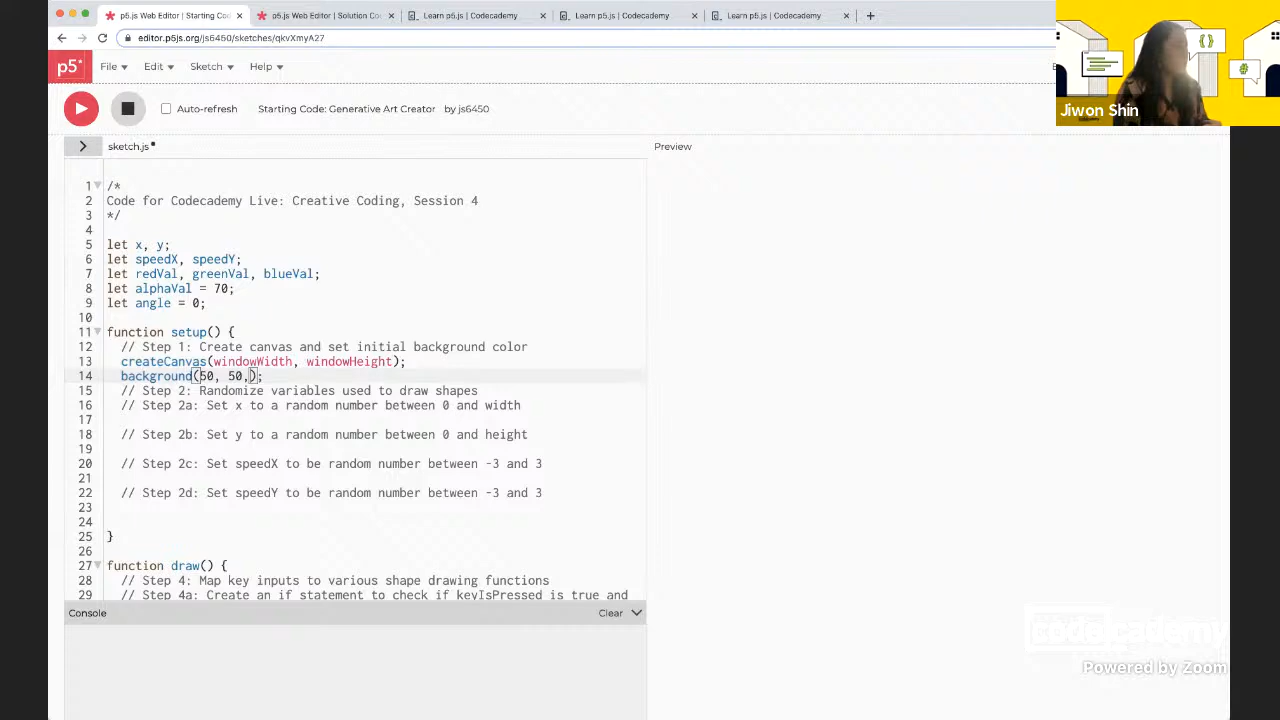 p5.js Web Editor | Starting Co
p5.js Web Editor | Solution Co
Learn p5.js | Codecademy
Learn p5.js | Codecademy
editor.p5js.org/js6450/sketches/qkvXmyA27
p5*
File
Edit
Sketch
Help
{ }
#
Jiwon Shin
Auto-refresh
Starting Code: Generative Art Creator
by js6450
sketch.js
Preview
1 /*
2 Code for Codecademy Live: Creative Coding, Session 4
3 */
4
5 let x, y;
6 let speedX, speedY;
7 let redVal, greenVal, blueVal;
8 let alphaVal = 70;
9 let angle = 0;
10
11 function setup() {
12 // Step 1: Create canvas and set initial background color
13 createCanvas(windowWidth, windowHeight);
14 background(50, 50,);
15 // Step 2: Randomize variables used to draw shapes
16 // Step 2a: Set x to a random number between 0 and width
17
18 // Step 2b: Set y to a random number between 0 and height
19
20 // Step 2c: Set speedX to be random number between -3 and 3
21
22 // Step 2d: Set speedY to be random number between -3 and 3
23
24
25 }
26
27 function draw() {
28 // Step 4: Map key inputs to various shape drawing functions
29 // Step 4a: Create an if statement to check if keyIsPressed is true and
Console
Clear
codecademy
Powered by Zoom